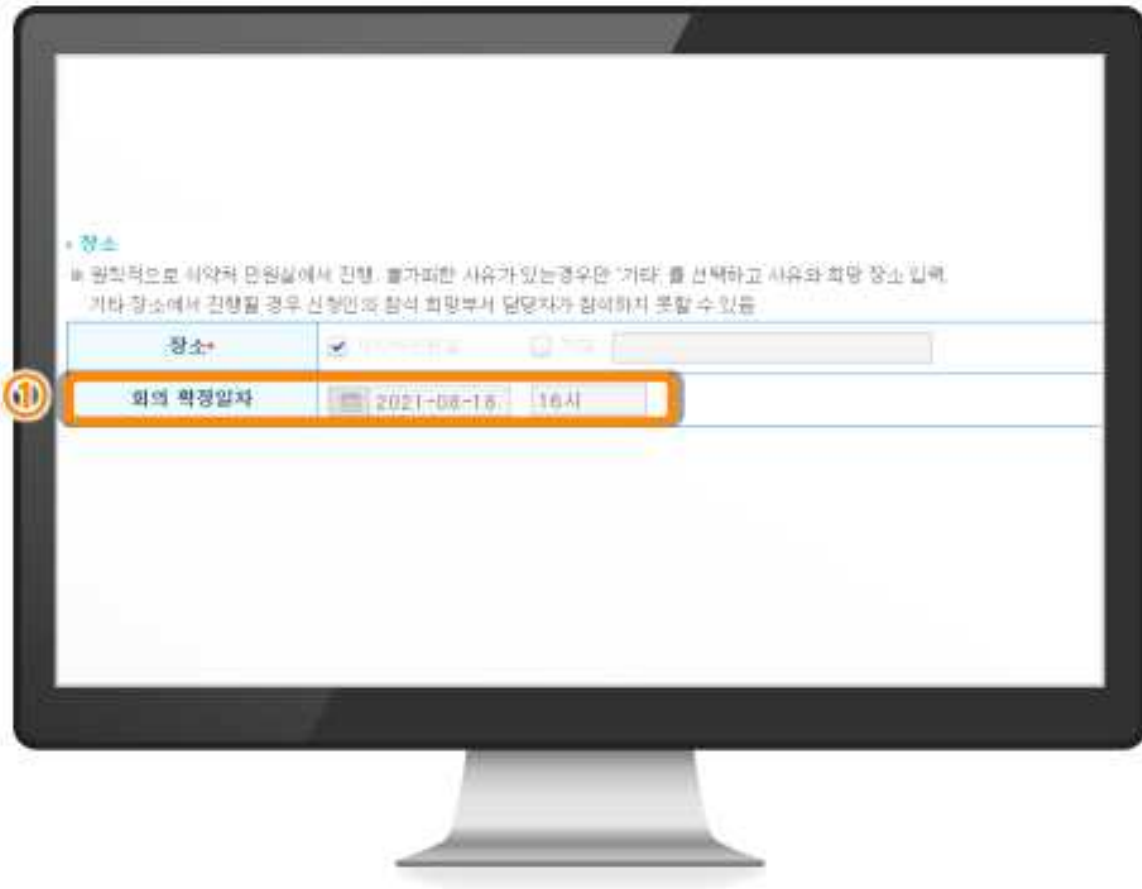 장소
※ 원칙적으로 식약처 민원실에서 진행. 불가피한 사유가 있는경우만 '기타' 를 선택하고 사유와 희망 장소 입력.
기타 장소에서 진행될 경우 신청인의 참석 희망부서 담당자가 참석하지 못할 수 있음
장소* 기타
① 회의 확정일자 2021-08-18. 16시